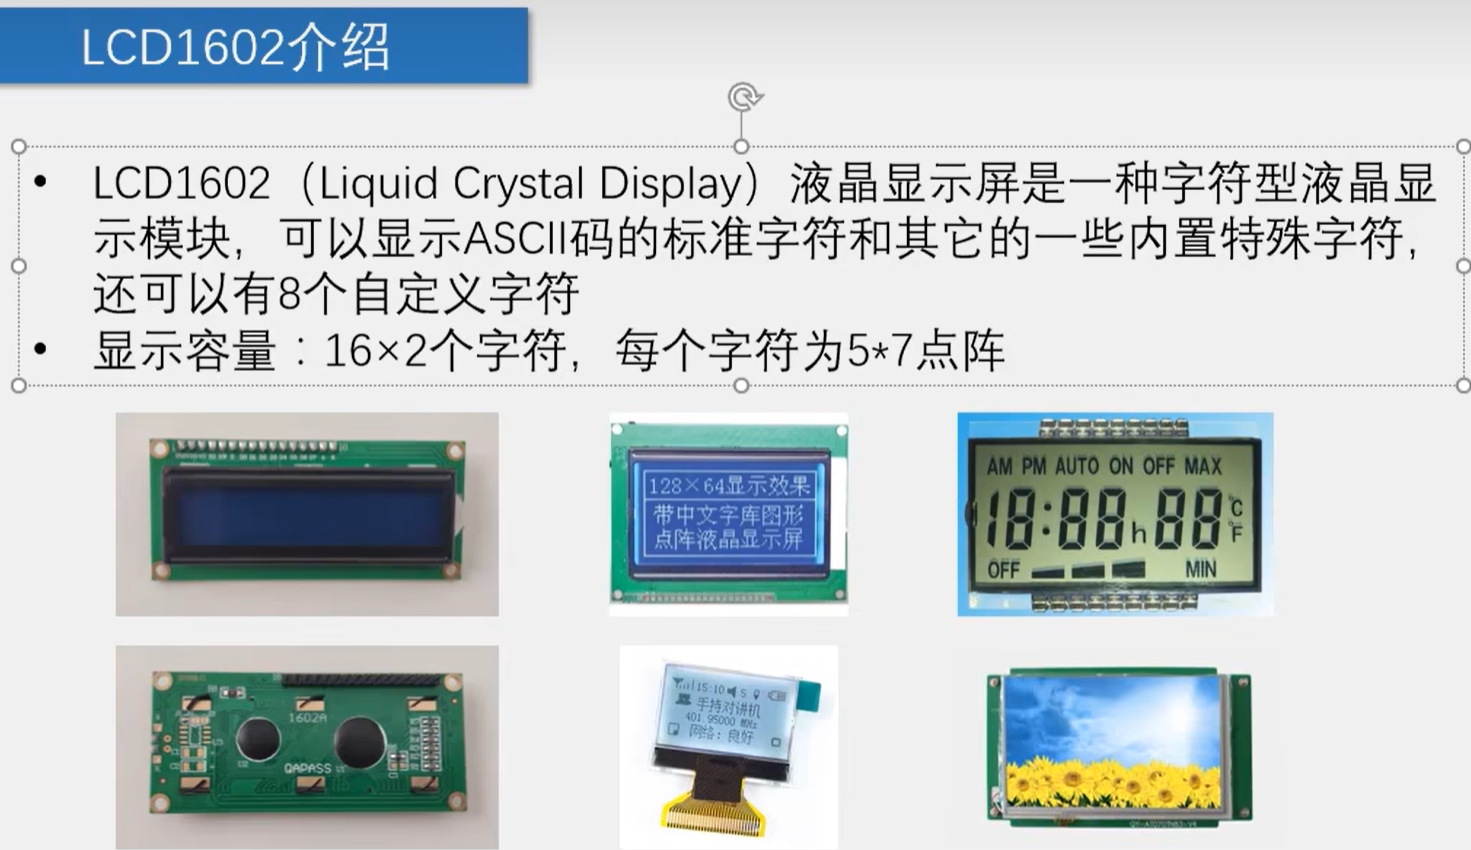 LCD1602介绍
• LCD1602（Liquid Crystal Display）液晶显示屏是一种字符型液晶显
示模块，可以显示ASCII码的标准字符和其它的一些内置特殊字符，
还可以有8个自定义字符
• 显示容量：16×2个字符，每个字符为5*7点阵
128×64显示效果
带中文字库图形
点阵液晶显示屏
AM PM AUTO ON OFF MAX
18:88h88 ℃
℉
OFF MIN
1602A
QAPASS
15:10 5
手持对讲机
401.95000 MHz
网络：良好